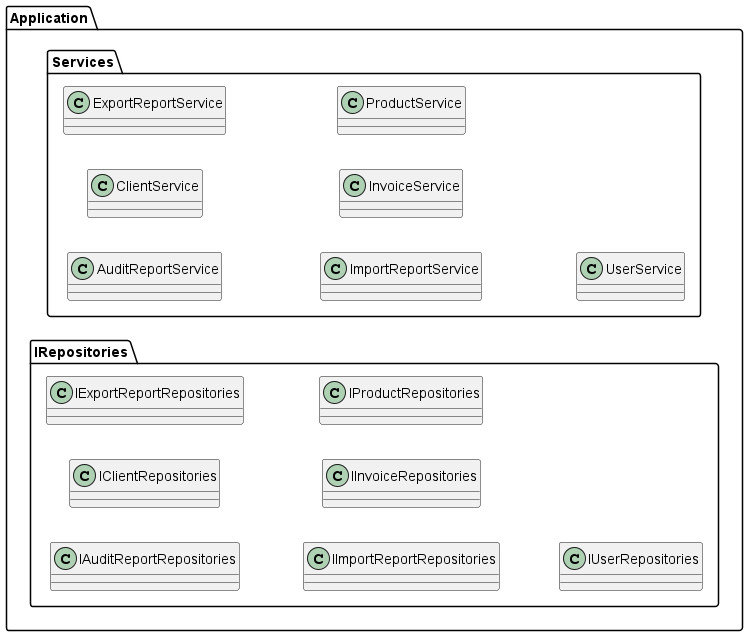 Application
Services
C ExportReportService
C ProductService
C ClientService
C InvoiceService
C AuditReportService
C ImportReportService
C UserService
IRepositories
C IExportReportRepositories
C IProductRepositories
C IClientRepositories
C IInvoiceRepositories
C IAuditReportRepositories
C IImportReportRepositories
C IUserRepositories